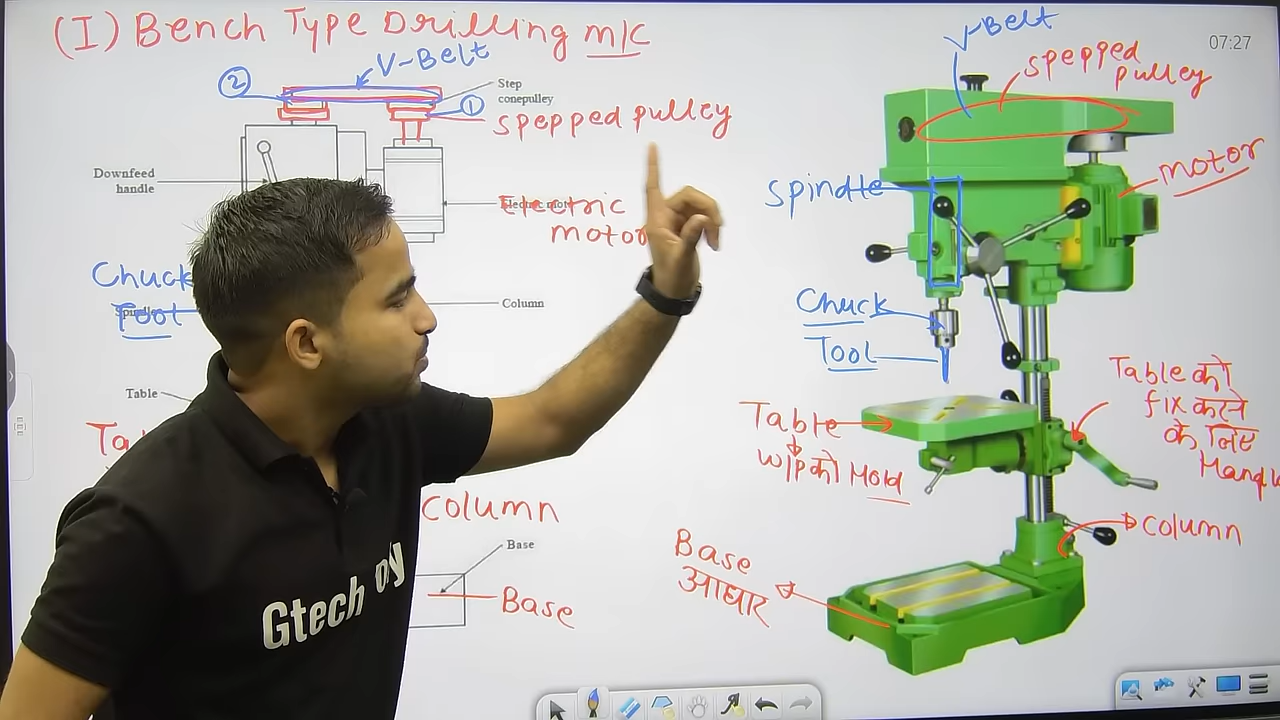 (I) Bench Type Drilling m/c
07:27
V-Belt
V-Belt
spepped
pulley
2
1
Step
conepulley
spepped pulley
Downfeed
handle
motor
Spindle
Electric
motor
Chuck
Tool
Column
Chuck
Tool
Table
Table
w/p को Hold
Table को
fix करने
के लिए
column
column
Base
Base
Base
आधार
Gtech